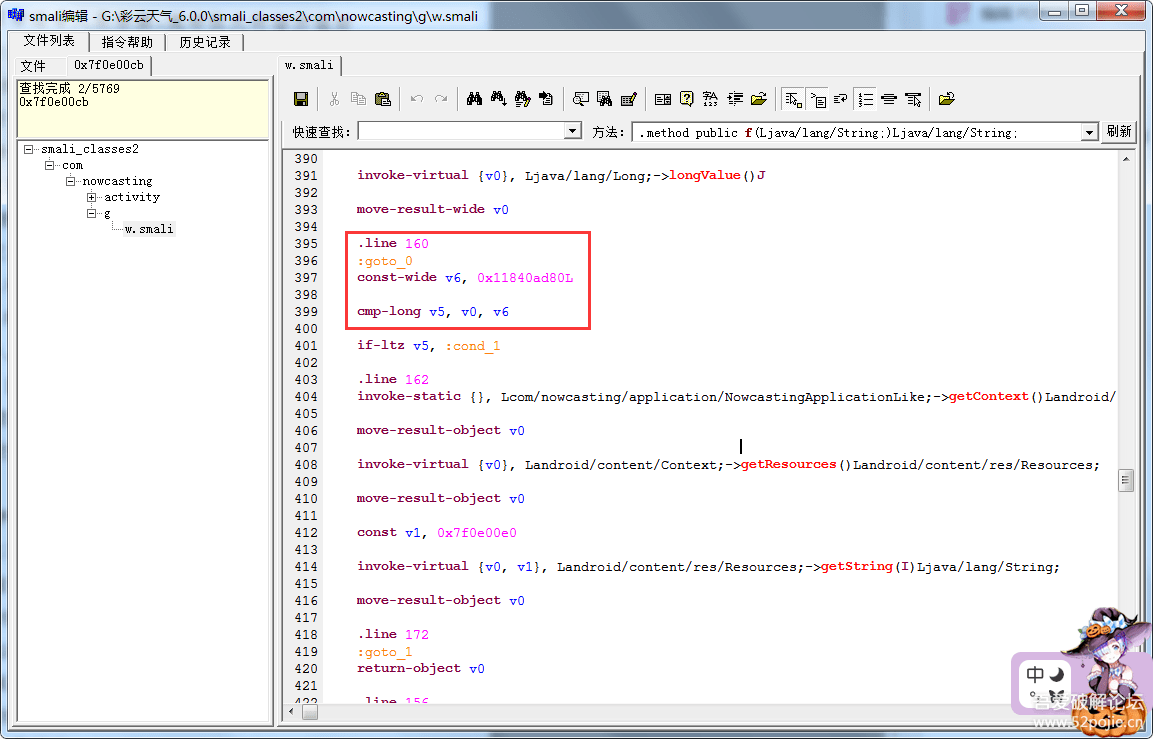 smali编辑 - G:\彩云天气_6.0.0\smali_classes2\com\nowcasting\g\w.smali
文件列表 指令帮助 历史记录
文件 0x7f0e00cb
查找完成 2/5769
0x7f0e00cb
smali_classes2
com
nowcasting
activity
g
w.smali
w.smali
快速查找： 方法： .method public f(Ljava/lang/String;)Ljava/lang/String; 刷新
390
391 invoke-virtual {v0}, Ljava/lang/Long;->longValue()J
392
393 move-result-wide v0
394
395 .line 160
396 :goto_0
397 const-wide v6, 0x11840ad80L
398
399 cmp-long v5, v0, v6
400
401 if-ltz v5, :cond_1
402
403 .line 162
404 invoke-static {}, Lcom/nowcasting/application/NowcastingApplicationLike;->getContext()Landroid/
405
406 move-result-object v0
407
408 invoke-virtual {v0}, Landroid/content/Context;->getResources()Landroid/content/res/Resources;
409
410 move-result-object v0
411
412 const v1, 0x7f0e00e0
413
414 invoke-virtual {v0, v1}, Landroid/content/res/Resources;->getString(I)Ljava/lang/String;
415
416 move-result-object v0
417
418 .line 172
419 :goto_1
420 return-object v0
421
422 .line 156
中
吾爱破解论坛
www.52pojie.cn